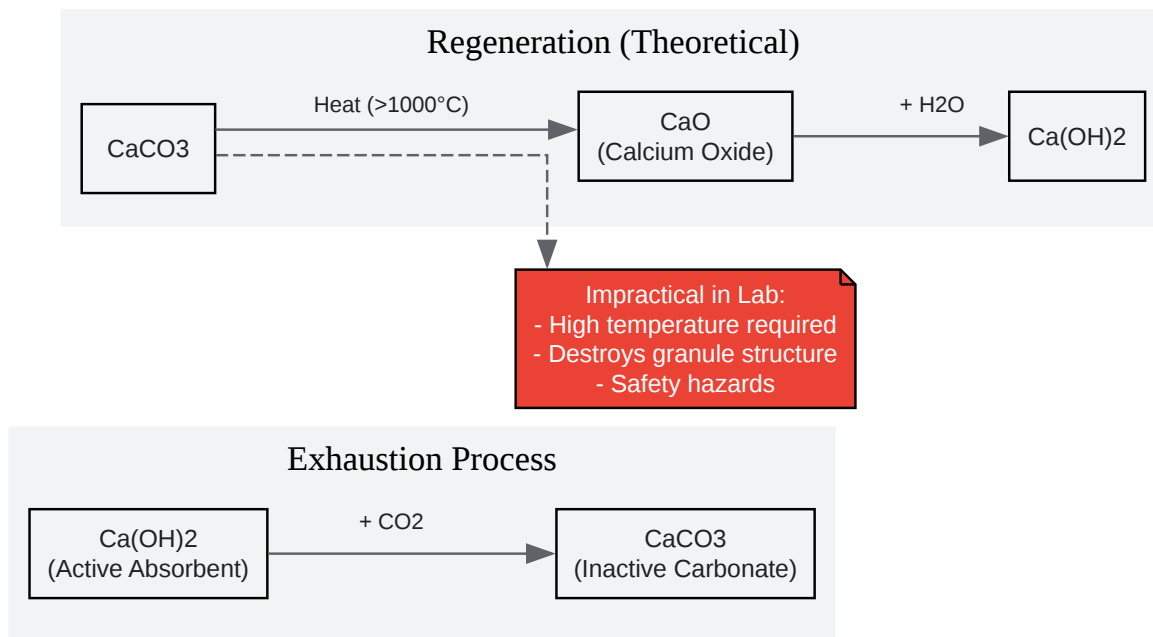 Regeneration (Theoretical)
CaCO3
Heat (>1000°C)
CaO
(Calcium Oxide)
+ H2O
Ca(OH)2
Impractical in Lab:
- High temperature required
- Destroys granule structure
- Safety hazards
Exhaustion Process
Ca(OH)2
(Active Absorbent)
+ CO2
CaCO3
(Inactive Carbonate)